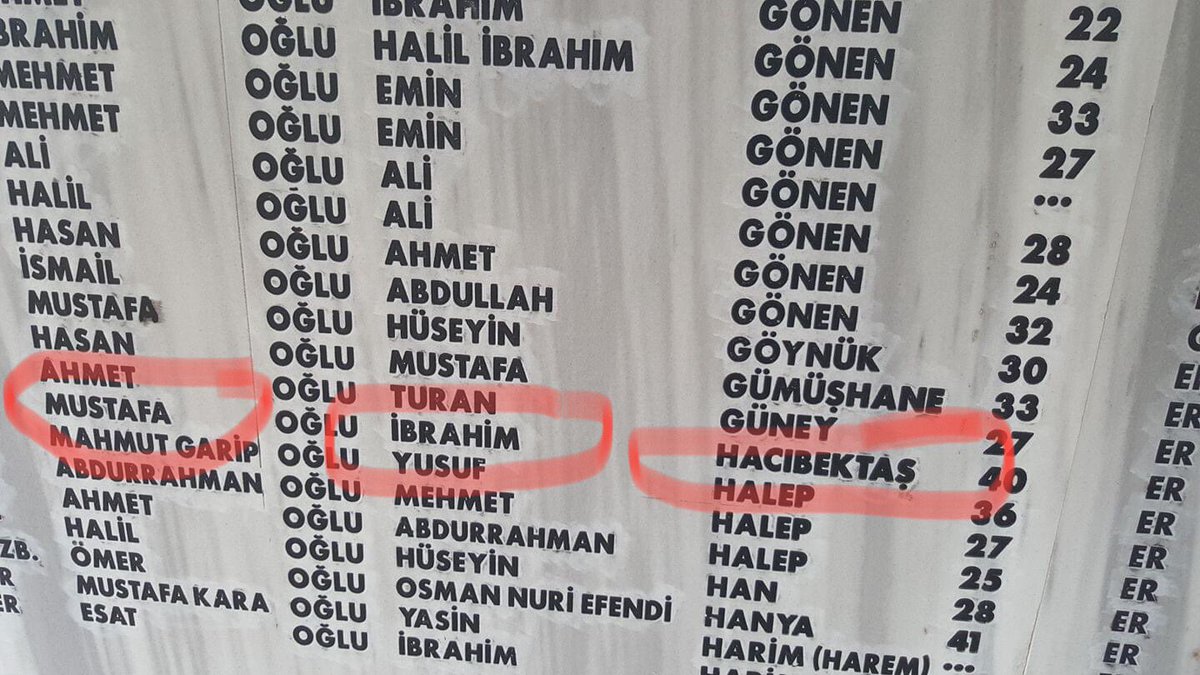 AHMET OĞLU İBRAHİM GÖNEN 22
İBRAHİM OĞLU HALİL İBRAHİM GÖNEN 24
MEHMET OĞLU EMİN GÖNEN 33
MEHMET OĞLU EMİN GÖNEN 27
ALİ OĞLU ALİ GÖNEN ...
HALİL OĞLU ALİ GÖNEN 28
HASAN OĞLU AHMET GÖNEN 24
İSMAİL OĞLU ABDULLAH GÖNEN 32
MUSTAFA OĞLU HÜSEYİN GÖYNÜK 30
HASAN OĞLU MUSTAFA GÜMÜŞHANE 33 ER
AHMET OĞLU TURAN GÜNEY 27 ER
MUSTAFA OĞLU İBRAHİM HACIBEKTAŞ 40 ER
MAHMUT GARİP OĞLU YUSUF HALEP 36 ER
ABDURRAHMAN OĞLU MEHMET HALEP 27 ER
AHMET OĞLU ABDURRAHMAN HALEP 25 ER
HALİL OĞLU HÜSEYİN HAN 28 ER
ZB. ÖMER OĞLU OSMAN NURİ EFENDİ HANYA 41 ER
MUSTAFA KARA OĞLU YASİN HARİM (HAREM) ...
ESAT OĞLU İBRAHİM